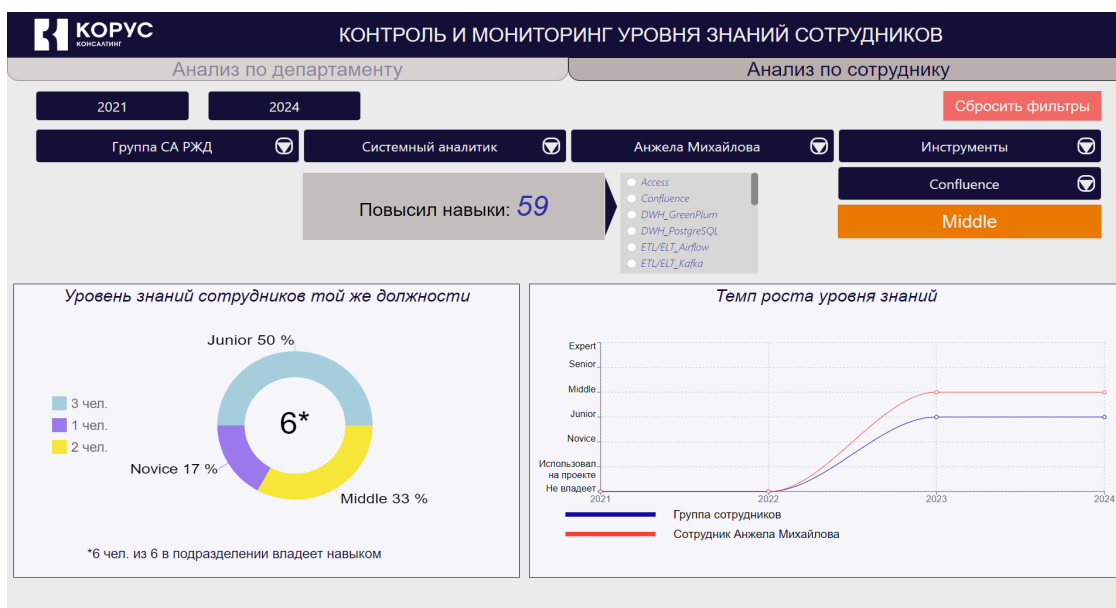 КОРУС
КОНСАЛТИНГ
КОНТРОЛЬ И МОНИТОРИНГ УРОВНЯ ЗНАНИЙ СОТРУДНИКОВ
Анализ по департаменту
Анализ по сотруднику
2021
2024
Сбросить фильтры
Группа СА РЖД
Системный аналитик
Анжела Михайлова
Инструменты
Повысил навыки: 59
Access
Confluence
DWH_GreenPlum
DWH_PostgreSQL
ETL/ELT_Airflow
ETL/ELT_Kafka
Confluence
Middle
Уровень знаний сотрудников той же должности
Junior 50 %
3 чел.
1 чел.
2 чел.
6*
Novice 17 %
Middle 33 %
*6 чел. из 6 в подразделении владеет навыком
Темп роста уровня знаний
Expert
Senior
Middle
Junior
Novice
Использовал
на проекте
Не владеет
2021
2022
2023
2024
Группа сотрудников
Сотрудник Анжела Михайлова